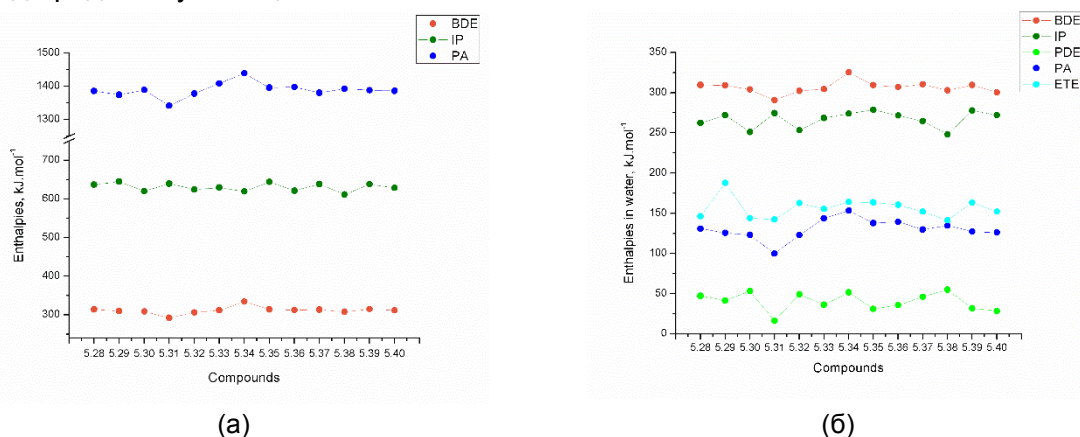 BDE
IP
PA
1500
1400
1300
700
600
500
400
300
Enthalpies, kJ.mol⁻¹
5.28 5.29 5.30 5.31 5.32 5.33 5.34 5.35 5.36 5.37 5.38 5.39 5.40
Compounds
(а)
BDE
IP
PDE
PA
ETE
350
300
250
200
150
100
50
0
Enthalpies in water, kJ.mol⁻¹
5.28 5.29 5.30 5.31 5.32 5.33 5.34 5.35 5.36 5.37 5.38 5.39 5.40
Compounds
(б)